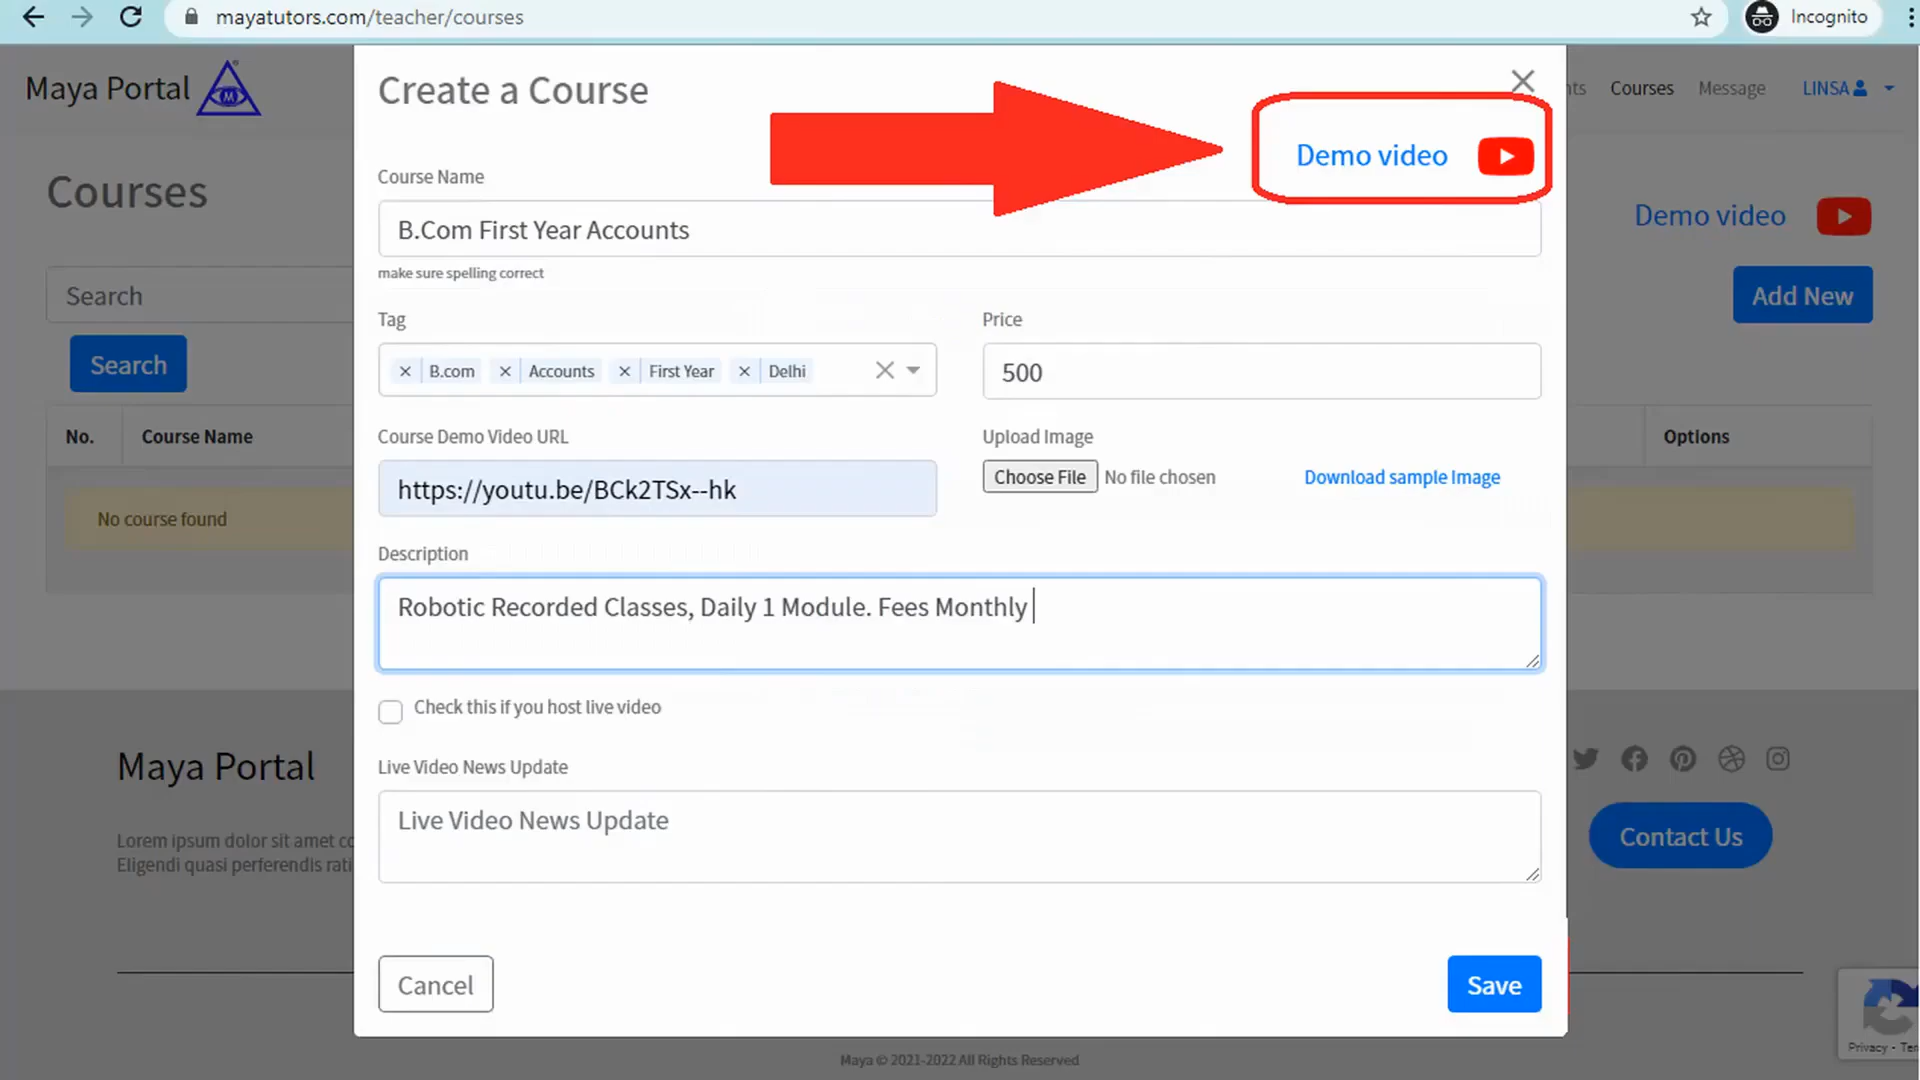 mayatutors.com/teacher/courses
Incognito
Maya Portal
M
Courses
Message
LINSA
Create a Course
Demo video
Courses
Demo video
Search
Search
Add New
No.
Course Name
Options
No course found
Course Name
B.Com First Year Accounts
make sure spelling correct
Tag
Price
B.com
Accounts
First Year
Delhi
500
Course Demo Video URL
Upload Image
https://youtu.be/BCk2TSx--hk
Choose File No file chosen
Download sample Image
Description
Robotic Recorded Classes, Daily 1 Module. Fees Monthly
Check this if you host live video
Live Video News Update
Live Video News Update
Cancel
Save
Maya Portal
Lorem ipsum dolor sit amet
Eligendi quasi perferendis
Contact Us
Privacy
Maya © 2021-2022 All Rights Reserved